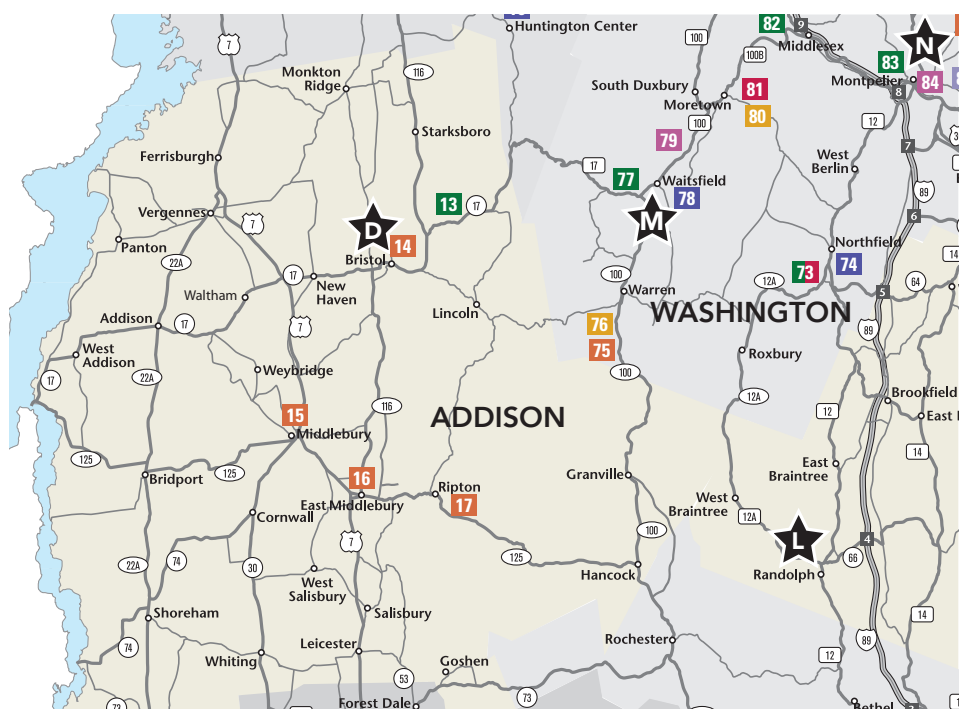 7
100
82
9
N
Huntington Center
Middlesex
100B
83
Monkton
Ridge
116
South Duxbury
81
Montpelier
84
8
Moretown
80
Starksboro
100
12
79
7
Ferrisburgh
17
West
Berlin
77
Waitsfield
89
Vergennes
13
17
78
7
D
M
6
Panton
14
Northfield
22A
Bristol
73
74
14
17
New
Haven
100
12A
64
Waltham
Warren
5
Lincoln
WASHINGTON
Addison
17
7
76
89
West
Addison
75
Roxbury
Weybridge
22A
17
100
12A
Brookfield
116
15
ADDISON
12
East
Middlebury
125
14
125
16
Granville
East
Braintree
Bridport
Ripton
East Middlebury
17
West
Braintree
Cornwall
12A
7
100
L
4
125
74
66
22A
30
Hancock
Randolph
West
Salisbury
Shoreham
Salisbury
14
Rochester
89
74
Leicester
Whiting
Goshen
12
53
73
Forest Dale
73
Bethel